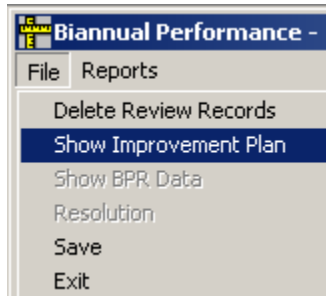 Biannual Performance -
File Reports
Delete Review Records
Show Improvement Plan
Show BPR Data
Resolution
Save
Exit